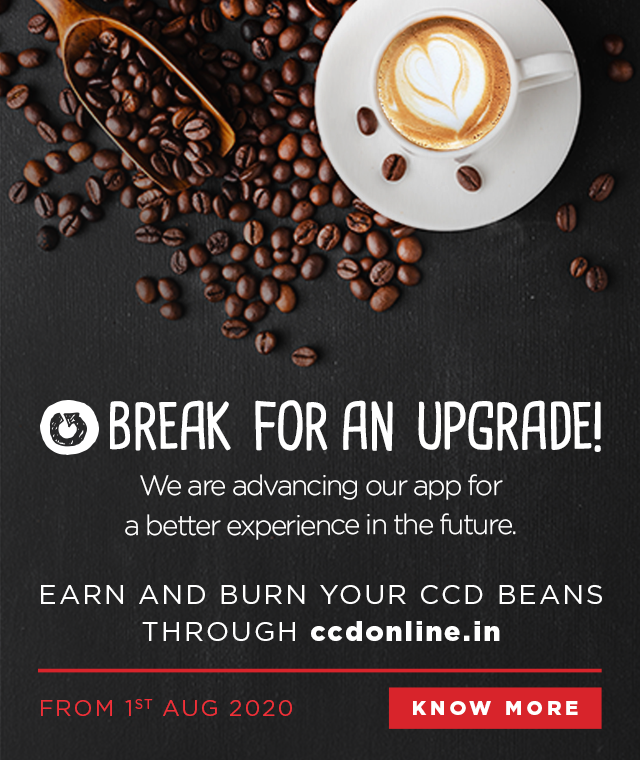 BREAK FOR AN UPGRADE!
We are advancing our app for
a better experience in the future.
EARN AND BURN YOUR CCD BEANS
THROUGH ccdonline.in
FROM 1ST AUG 2020
KNOW MORE